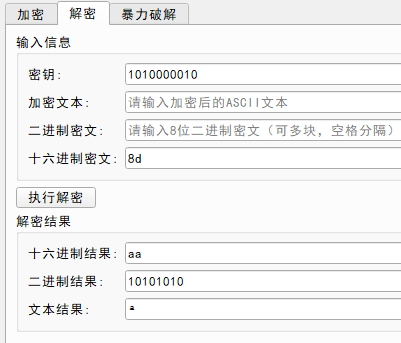 加密 解密 暴力破解
输入信息
密钥: 1010000010
加密文本: 请输入加密后的ASCII文本
二进制密文: 请输入8位二进制密文（可多块，空格分隔）
十六进制密文: 8d
执行解密
解密结果
十六进制结果: aa
二进制结果: 10101010
文本结果: ª